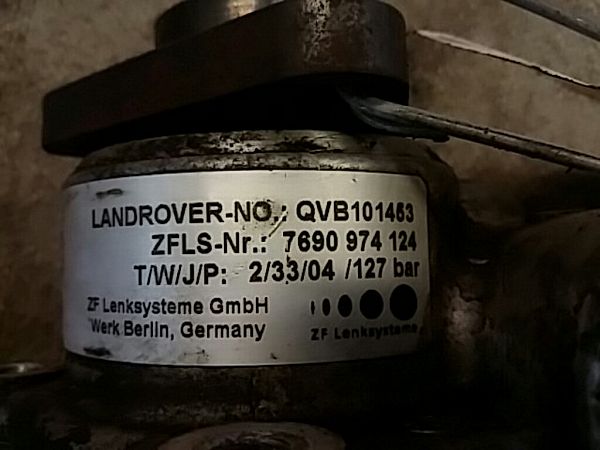 LANDROVER-NO.: QVB101453
ZFLS-Nr.: 7690 974 124
T/W/J/P: 2/33/04 /127 bar
ZF Lenksysteme GmbH
Werk Berlin, Germany
ZF Lenksysteme